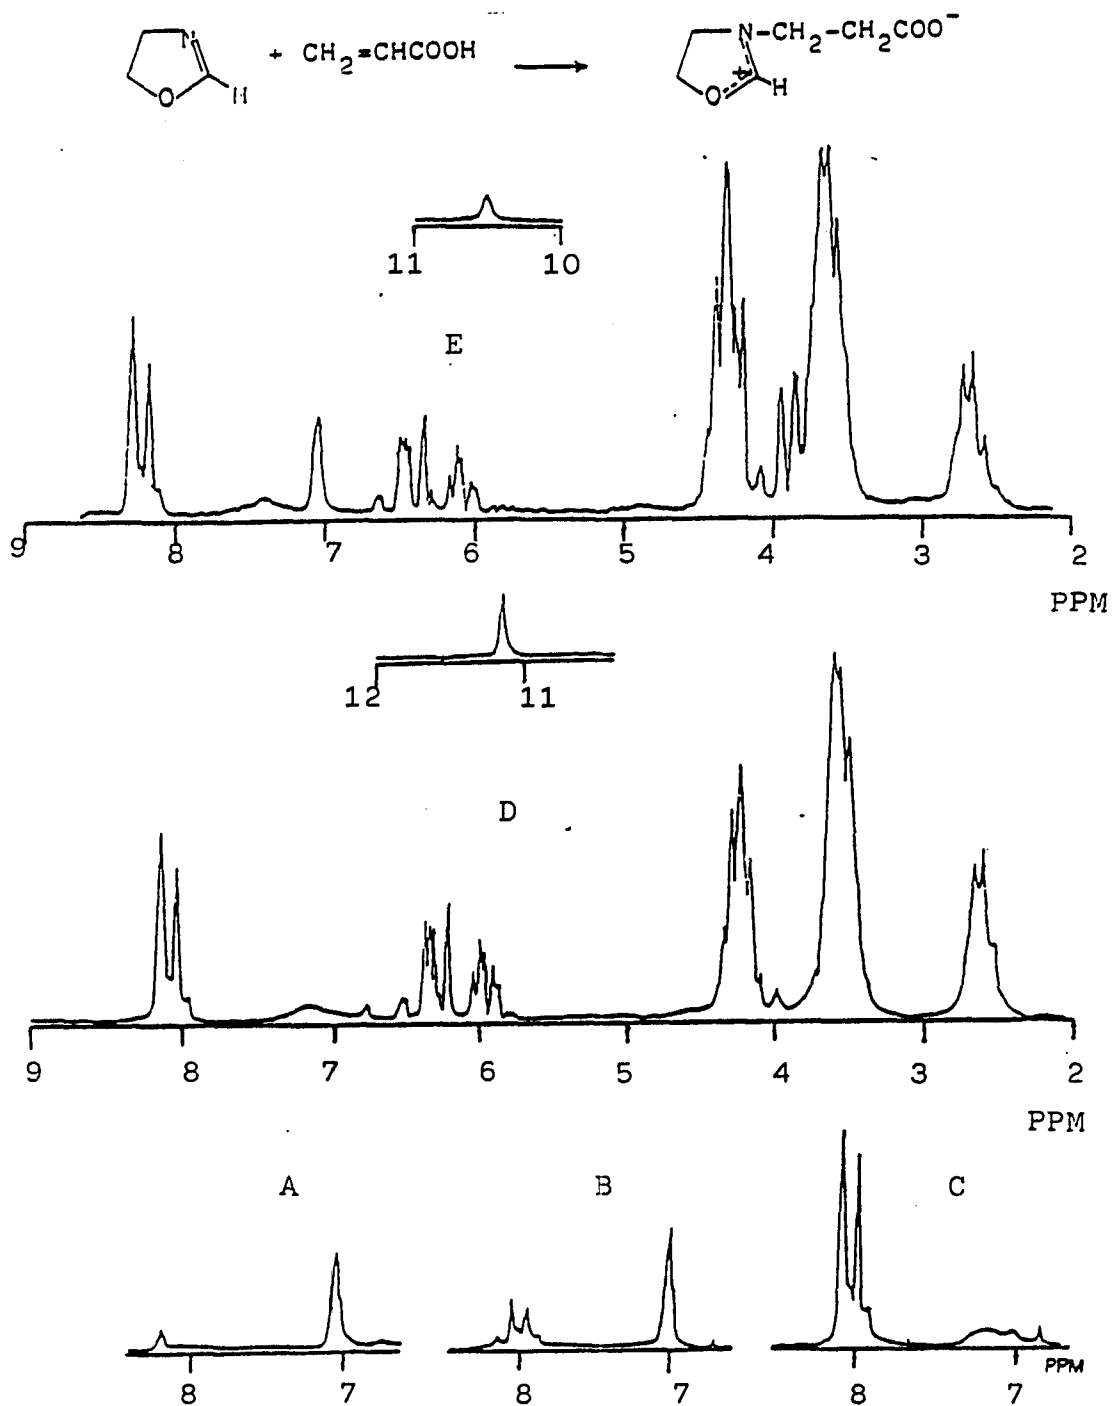 N N-CH2-CH2COO-
+ CH2=CHCOOH
O H O + H
11 10
E
9 8 7 6 5 4 3 2
PPM
12 11
D
9 8 7 6 5 4 3 2
PPM
A B C
8 7 8 7 8 7 PPM